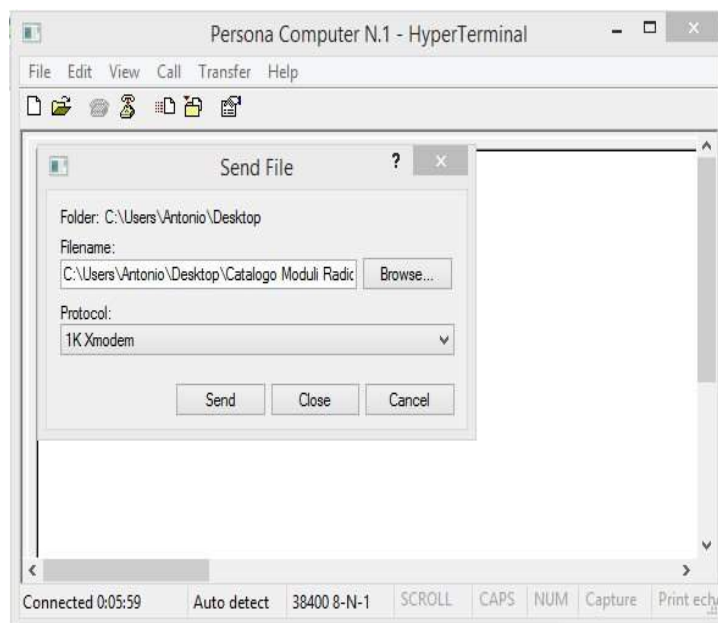 Persona Computer N.1 - HyperTerminal
File Edit View Call Transfer Help
Send File ?
Folder: C:\Users\Antonio\Desktop
Filename:
C:\Users\Antonio\Desktop\Catalogo Moduli Radic Browse...
Protocol:
1K Xmodem
Send Close Cancel
Connected 0:05:59 Auto detect 38400 8-N-1 SCROLL CAPS NUM Capture Print echo